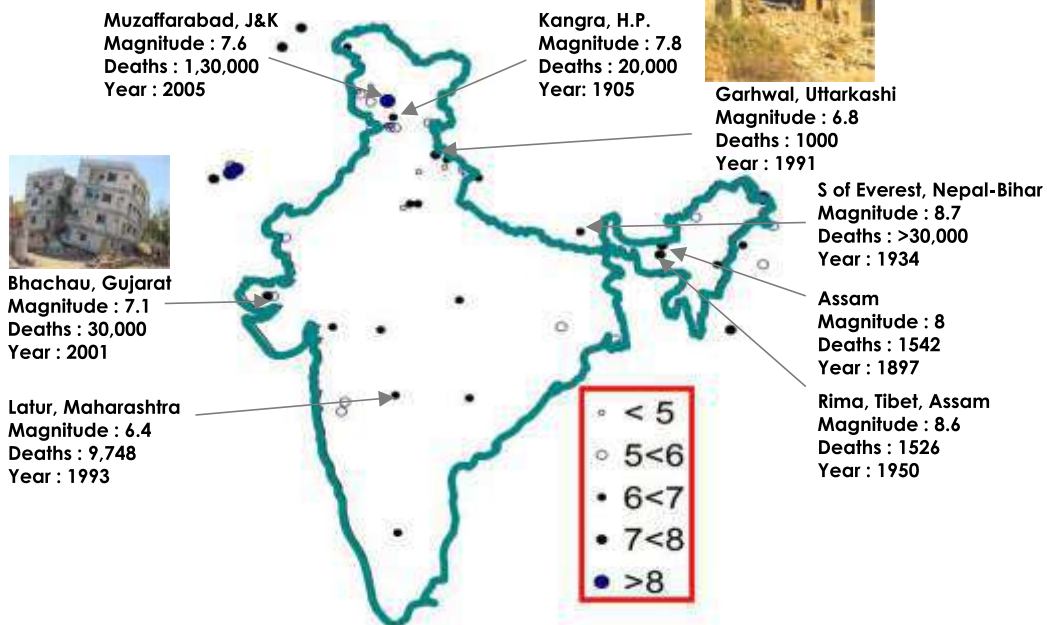 Muzaffarabad, J&K
Magnitude : 7.6
Deaths : 1,30,000
Year : 2005
Kangra, H.P.
Magnitude : 7.8
Deaths : 20,000
Year: 1905
Garhwal, Uttarkashi
Magnitude : 6.8
Deaths : 1000
Year : 1991
S of Everest, Nepal-Bihar
Magnitude : 8.7
Deaths : >30,000
Year : 1934
Bhachau, Gujarat
Magnitude : 7.1
Deaths : 30,000
Year : 2001
Assam
Magnitude : 8
Deaths : 1542
Year : 1897
Latur, Maharashtra
Magnitude : 6.4
Deaths : 9,748
Year : 1993
Rima, Tibet, Assam
Magnitude : 8.6
Deaths : 1526
Year : 1950
< 5
5<6
6<7
7<8
>8